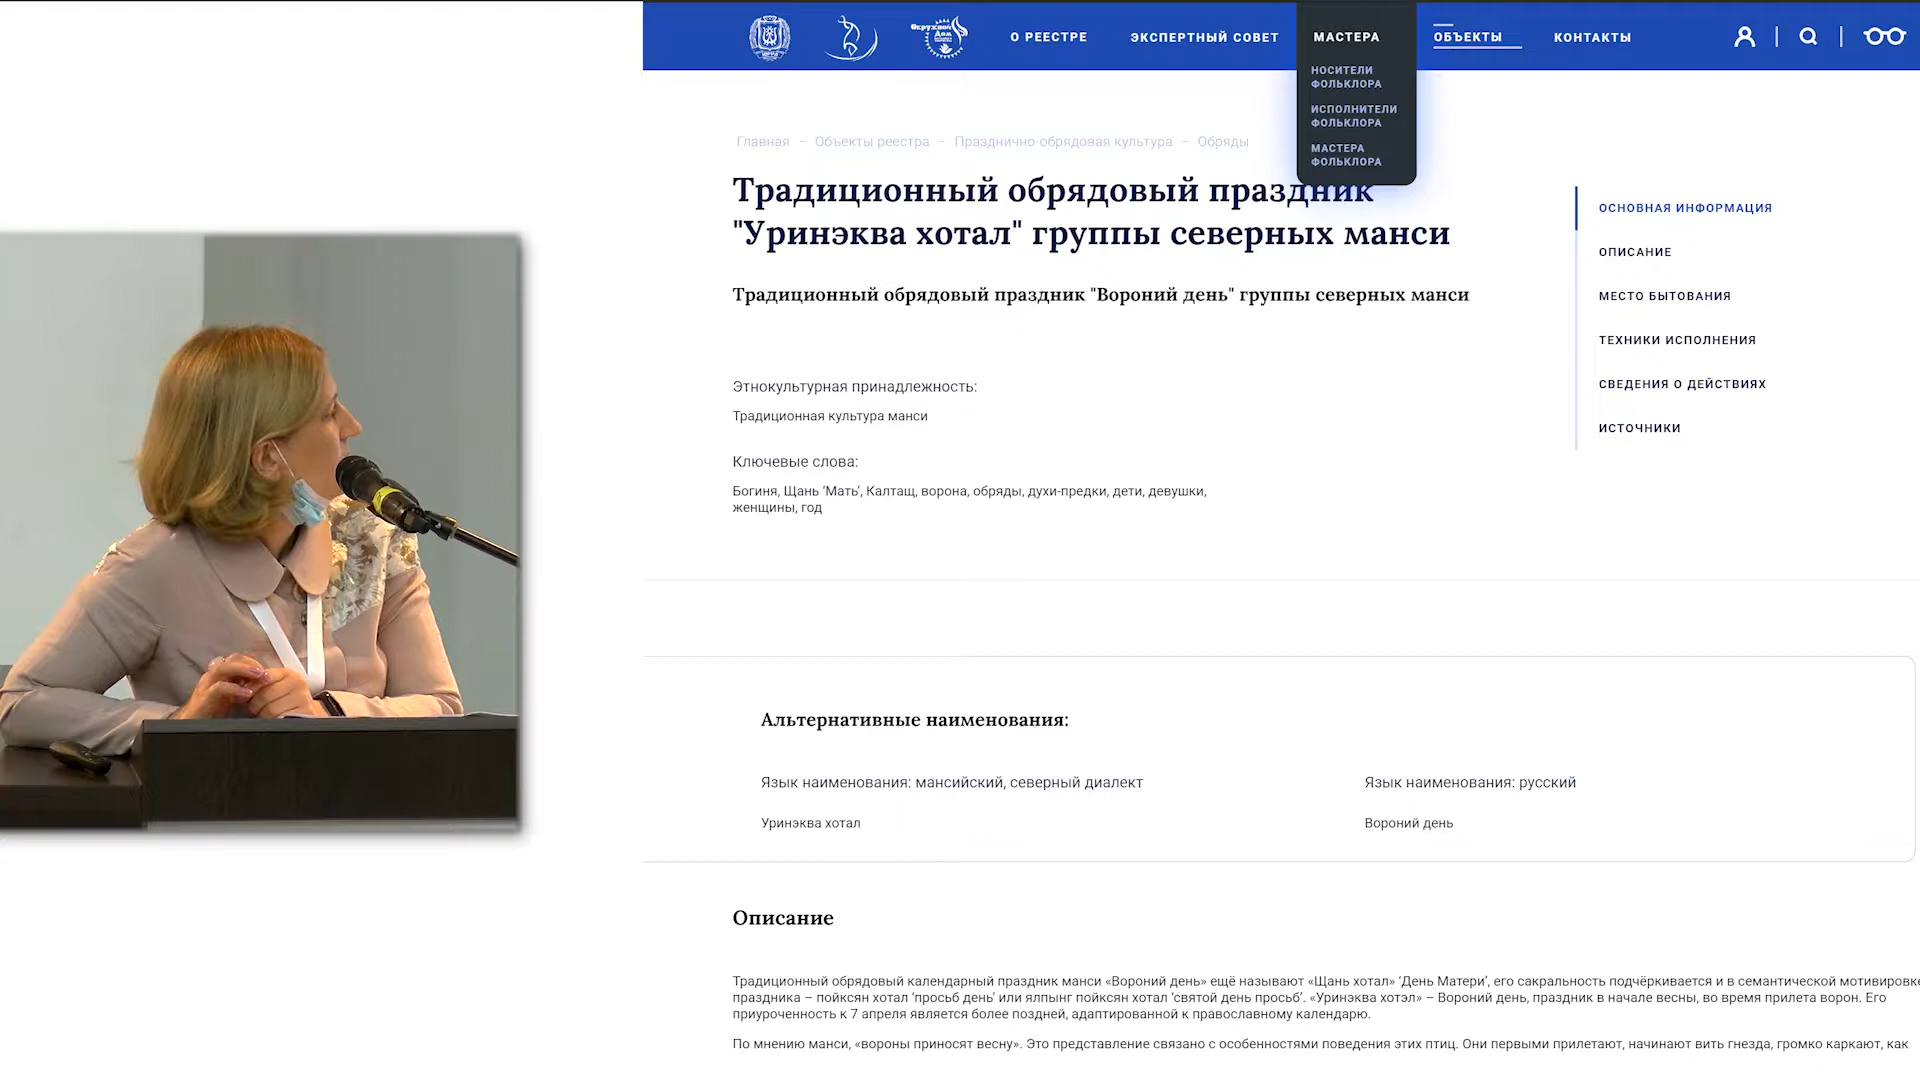 Окружной
Дом
О РЕЕСТРЕ
ЭКСПЕРТНЫЙ СОВЕТ
МАСТЕРА
ОБЪЕКТЫ
КОНТАКТЫ
НОСИТЕЛИ
ФОЛЬКЛОРА
ИСПОЛНИТЕЛИ
ФОЛЬКЛОРА
МАСТЕРА
ФОЛЬКЛОРА
Главная – Объекты реестра – Празднично-обрядовая культура – Обряды
Традиционный обрядовый праздник
"Уринэква хотал" группы северных манси
Традиционный обрядовый праздник "Вороний день" группы северных манси
Этнокультурная принадлежность:
Традиционная культура манси
Ключевые слова:
Богиня, Щань ‘Мать’, Калтащ, ворона, обряды, духи-предки, дети, девушки,
женщины, год
ОСНОВНАЯ ИНФОРМАЦИЯ
ОПИСАНИЕ
МЕСТО БЫТОВАНИЯ
ТЕХНИКИ ИСПОЛНЕНИЯ
СВЕДЕНИЯ О ДЕЙСТВИЯХ
ИСТОЧНИКИ
Альтернативные наименования:
Язык наименования: мансийский, северный диалект
Уринэква хотал
Язык наименования: русский
Вороний день
Описание
Традиционный обрядовый календарный праздник манси «Вороний день» ещё называют «Щань хотал» ‘День Матери’, его сакральность подчёркивается и в семантической мотивировке
праздника – пойксян хотал ‘просьб день’ или ялпынг пойксян хотал ‘святой день просьб’. «Уринэква хотэл» – Вороний день, праздник в начале весны, во время прилета ворон. Его
приуроченность к 7 апреля является более поздней, адаптированной к православному календарю.
По мнению манси, «вороны приносят весну». Это представление связано с особенностями поведения этих птиц. Они первыми прилетают, начинают вить гнезда, громко каркают, как